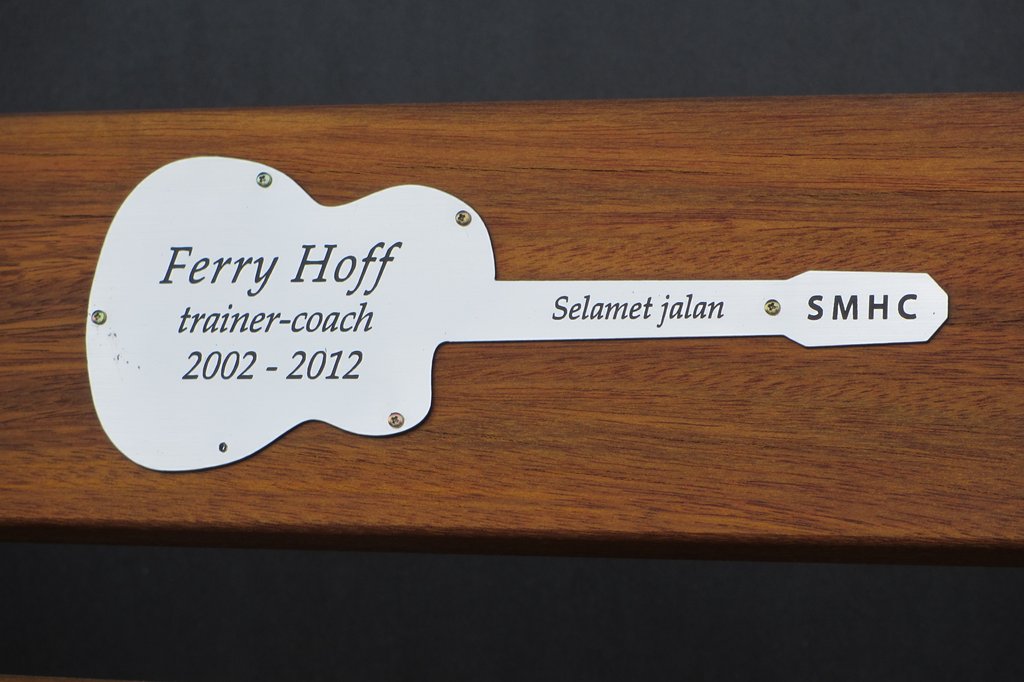 Ferry Hoff
trainer-coach
2002 - 2012
Selamet jalan
SMHC